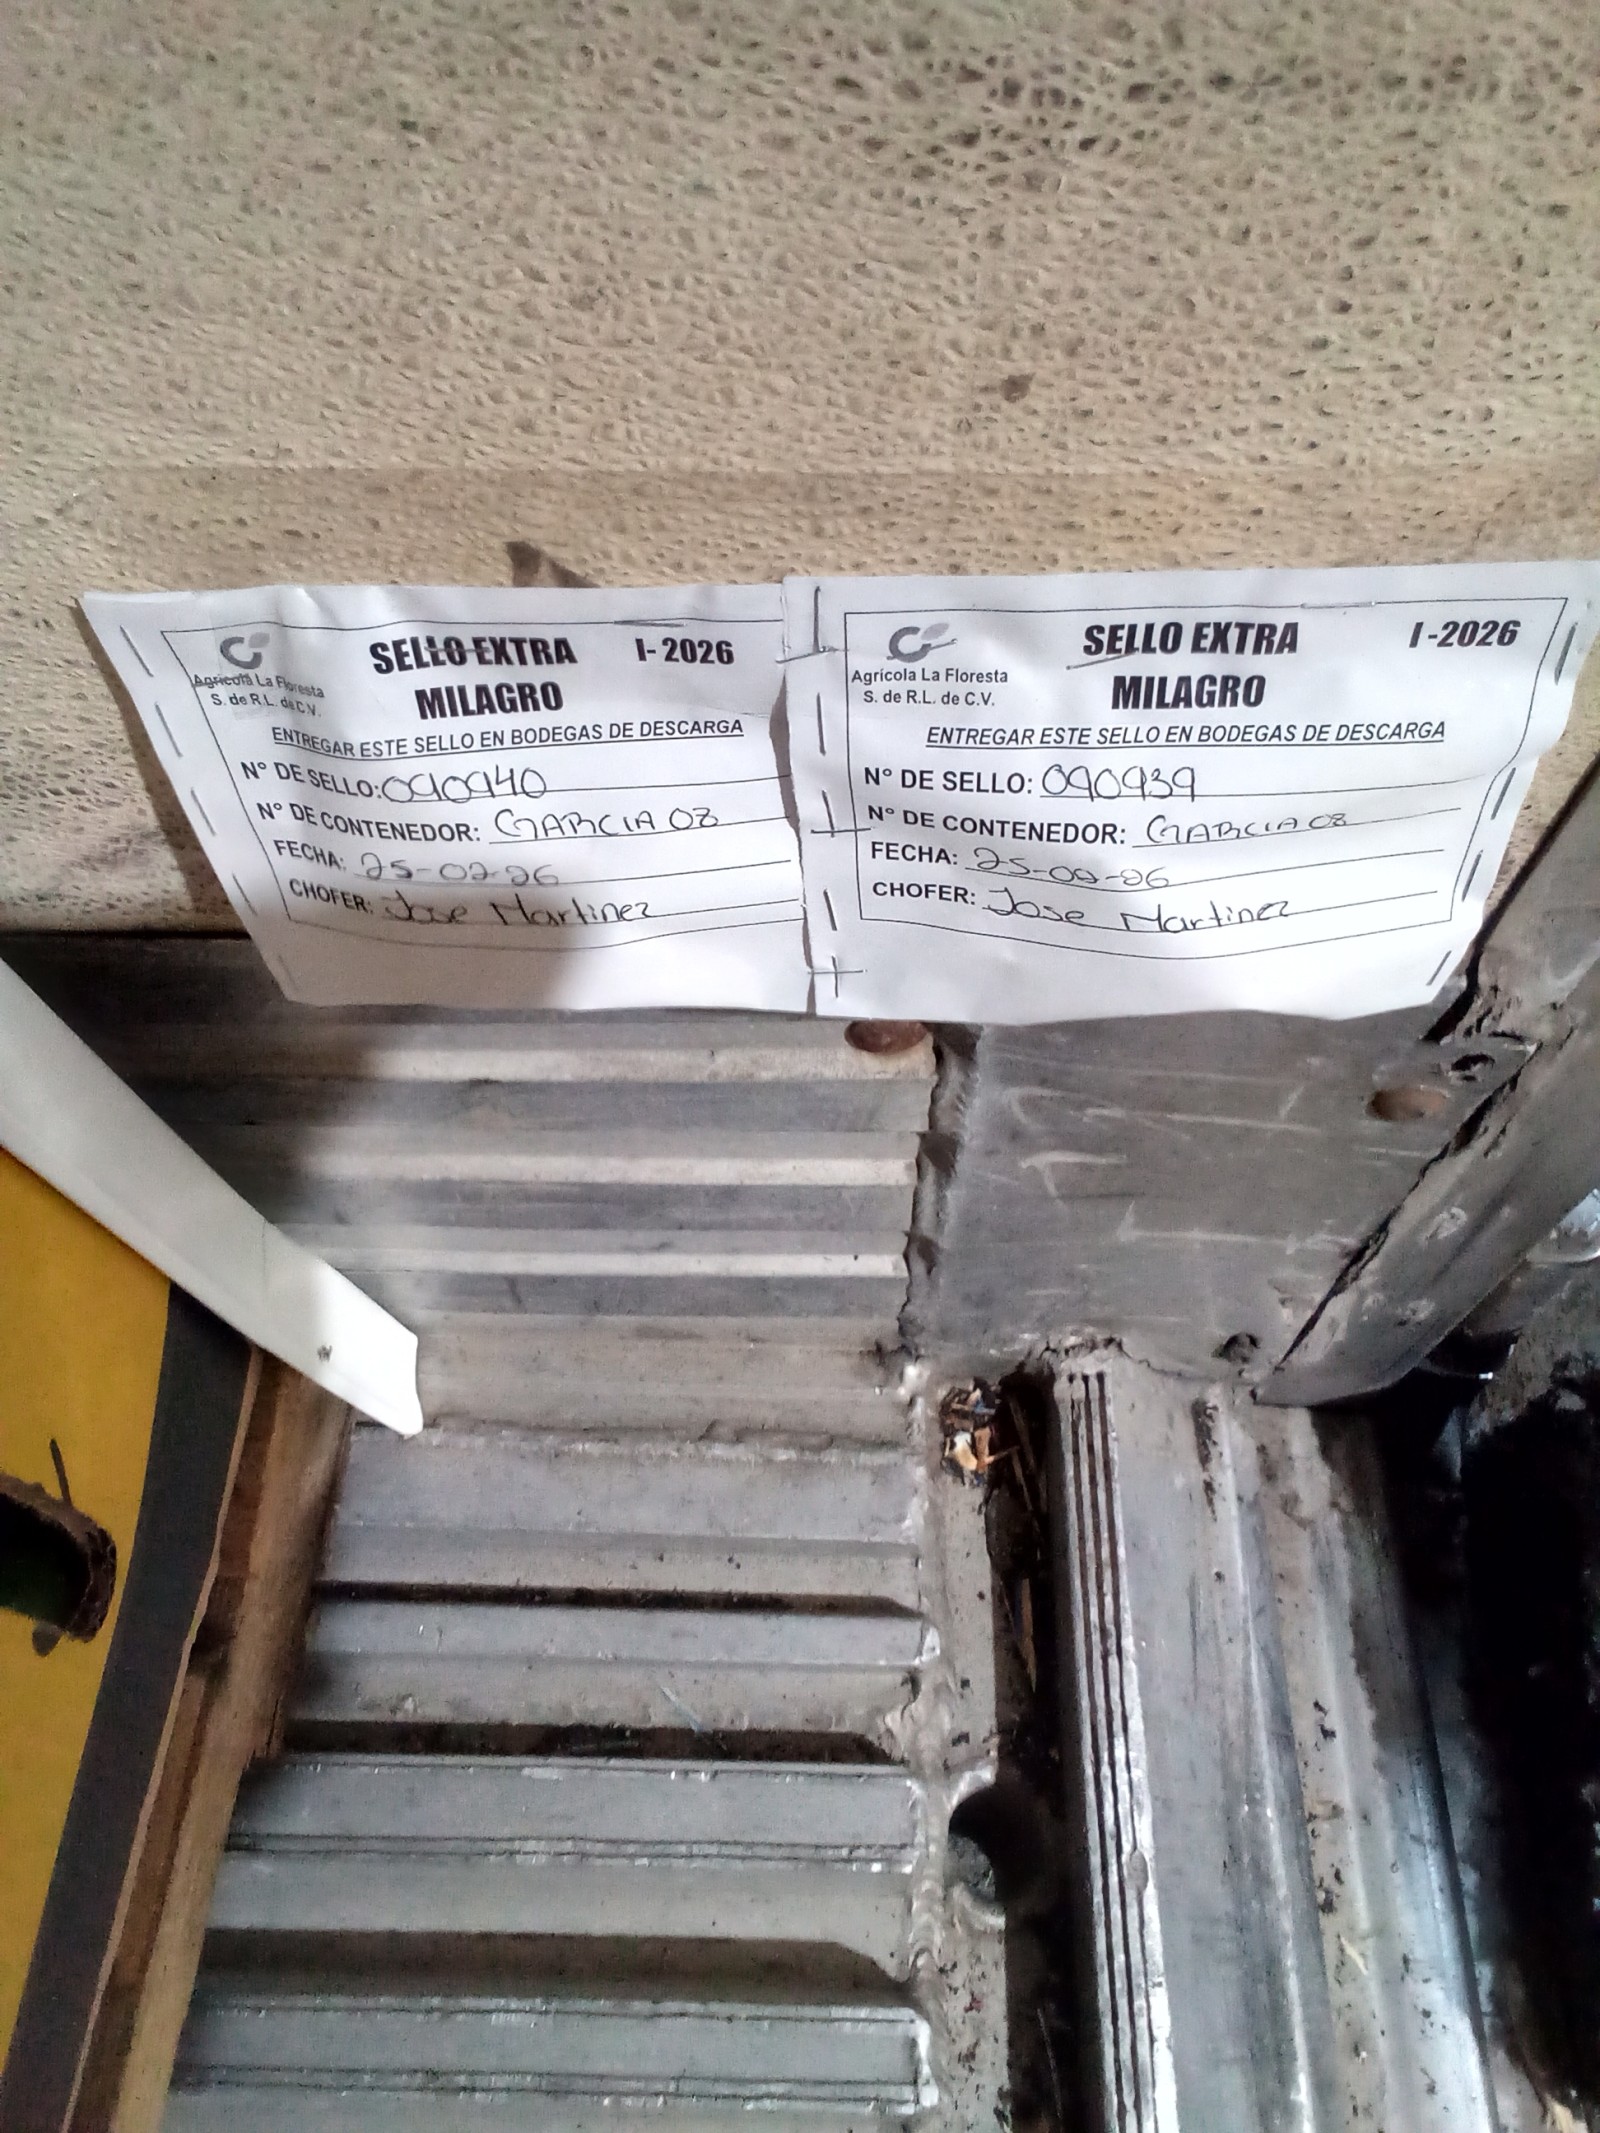 SELLO EXTRA I- 2026
MILAGRO
Agrícola La Floresta
S. de R.L. de C.V.
ENTREGAR ESTE SELLO EN BODEGAS DE DESCARGA
N° DE SELLO: 090940
N° DE CONTENEDOR: GARCIA 08
FECHA: 25-02-26
CHOFER: Jose Martinez
SELLO EXTRA I -2026
MILAGRO
Agrícola La Floresta
S. de R.L. de C.V.
ENTREGAR ESTE SELLO EN BODEGAS DE DESCARGA
N° DE SELLO: 090939
N° DE CONTENEDOR: GARCIA 08
FECHA: 25-02-26
CHOFER: Jose Martinez